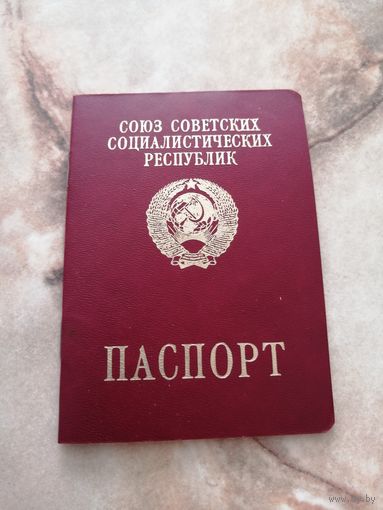 СОЮЗ СОВЕТСКИХ
СОЦИАЛИСТИЧЕСКИХ
РЕСПУБЛИК
ПАСПОРТ